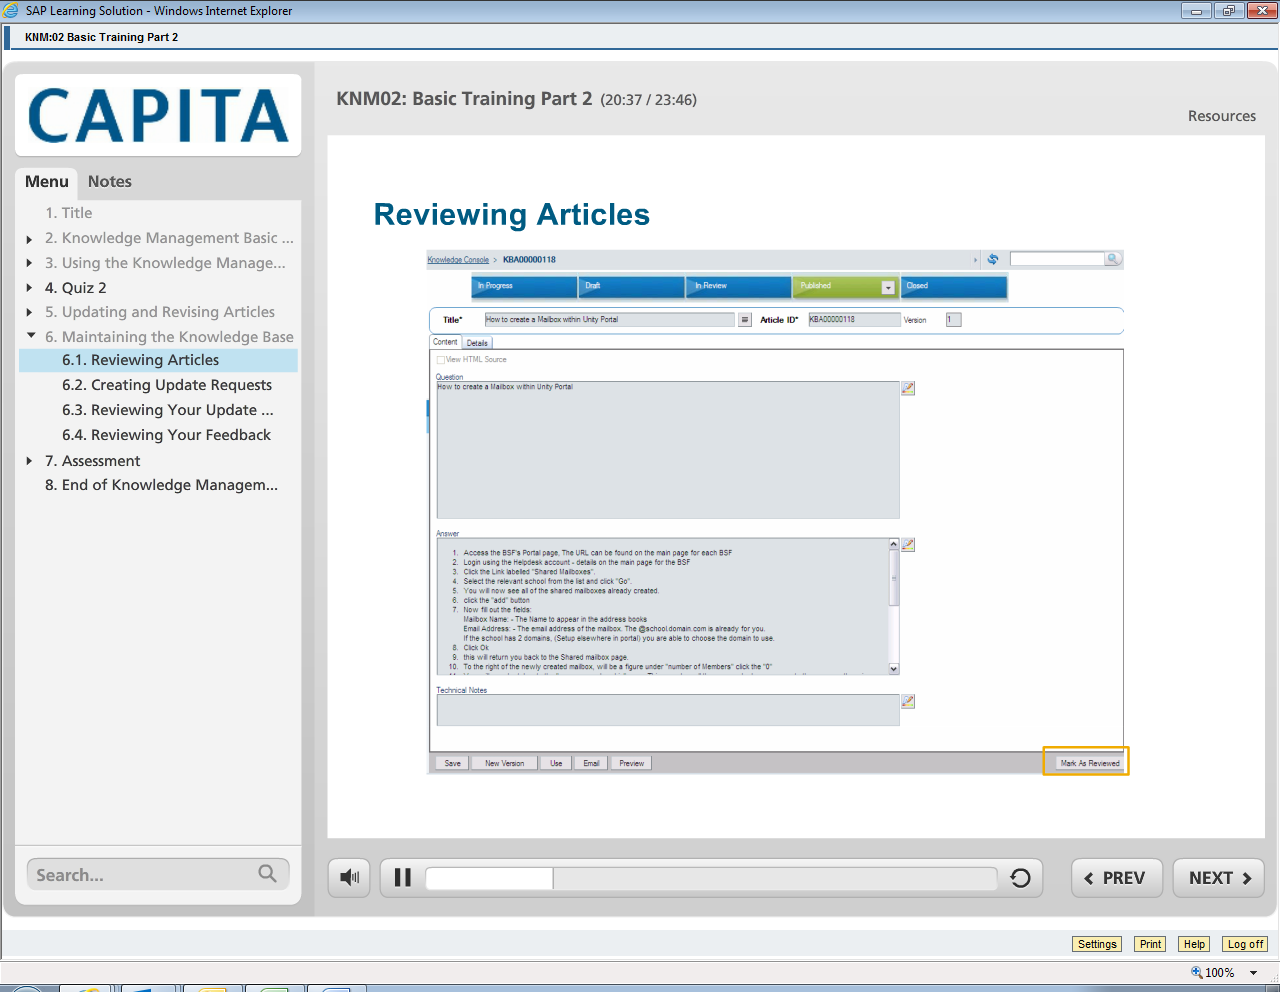 SAP Learning Solution - Windows Internet Explorer
KNM:02 Basic Training Part 2
CAPITA
KNM02: Basic Training Part 2 (20:37 / 23:46)
Resources
Menu
Notes
1. Title
2. Knowledge Management Basic ...
3. Using the Knowledge Manage...
4. Quiz 2
5. Updating and Revising Articles
6. Maintaining the Knowledge Base
6.1. Reviewing Articles
6.2. Creating Update Requests
6.3. Reviewing Your Update ...
6.4. Reviewing Your Feedback
7. Assessment
8. End of Knowledge Managem...
Search...
Reviewing Articles
Knowledge Console > KBA00000118
In Progress
Draft
In Review
Published
Closed
Title* How to create a Mailbox within Unity Portal Article ID* KBA00000118 Version 1
Content Details
View HTML Source
Question
How to create a Mailbox within Unity Portal
Answer
1. Access the BSF's Portal page, The URL can be found on the main page for each BSF
2. Login using the Helpdesk account - details on the main page for the BSF
3. Click the Link labelled "Shared Mailboxes".
4. Select the relevant school from the list and click "Go".
5. You will now see all of the shared mailboxes already created.
6. click the "add" button
7. Now fill out the fields:
Mailbox Name: - The Name to appear in the address books
Email Address: - The email address of the mailbox. The @school.domain.com is already for you.
If the school has 2 domains, (Setup elsewhere in portal) you are able to choose the domain to use.
8. Click Ok
9. this will return you back to the Shared mailbox page.
10. To the right of the newly created mailbox, will be a figure under "number of Members" click the "0"
Technical Notes
Save
New Version
Use
Email
Preview
Mark As Reviewed
PREV
NEXT
Settings
Print
Help
Log off
100%